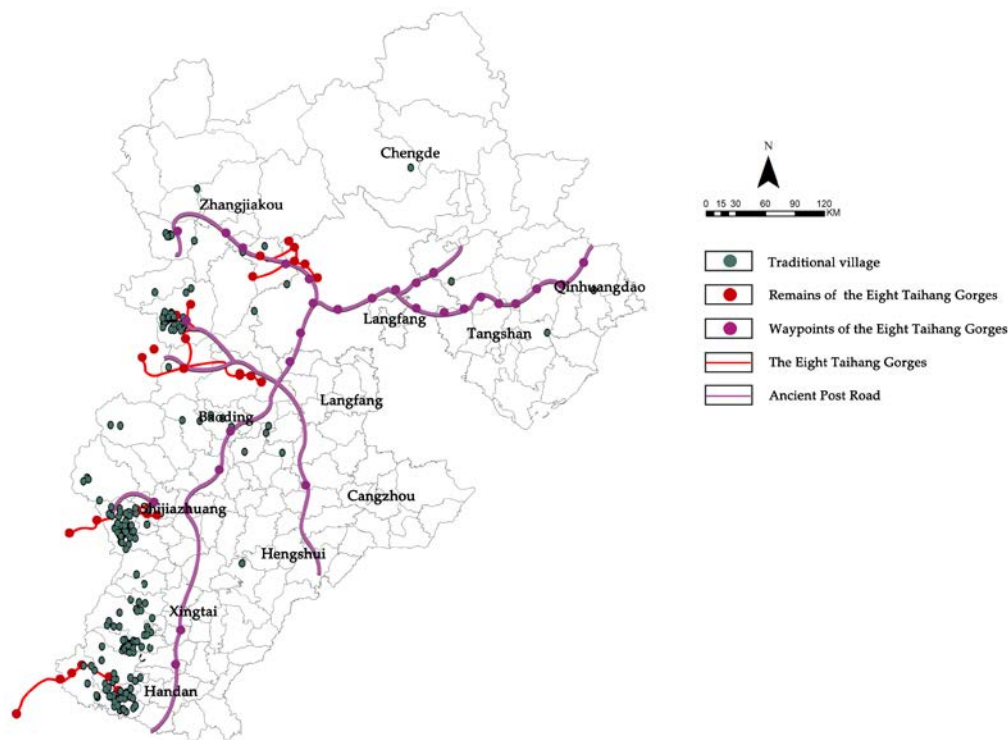 Chengde
N
Zhangjiakou
0 15 30 60 90 120
KM
Traditional village
Qinhuangdao
Remains of the Eight Taihang Gorges
Langfang
Tangshan
Waypoints of the Eight Taihang Gorges
The Eight Taihang Gorges
Langfang
Ancient Post Road
Baoding
Cangzhou
Shijiazhuang
Hengshui
Xingtai
Handan